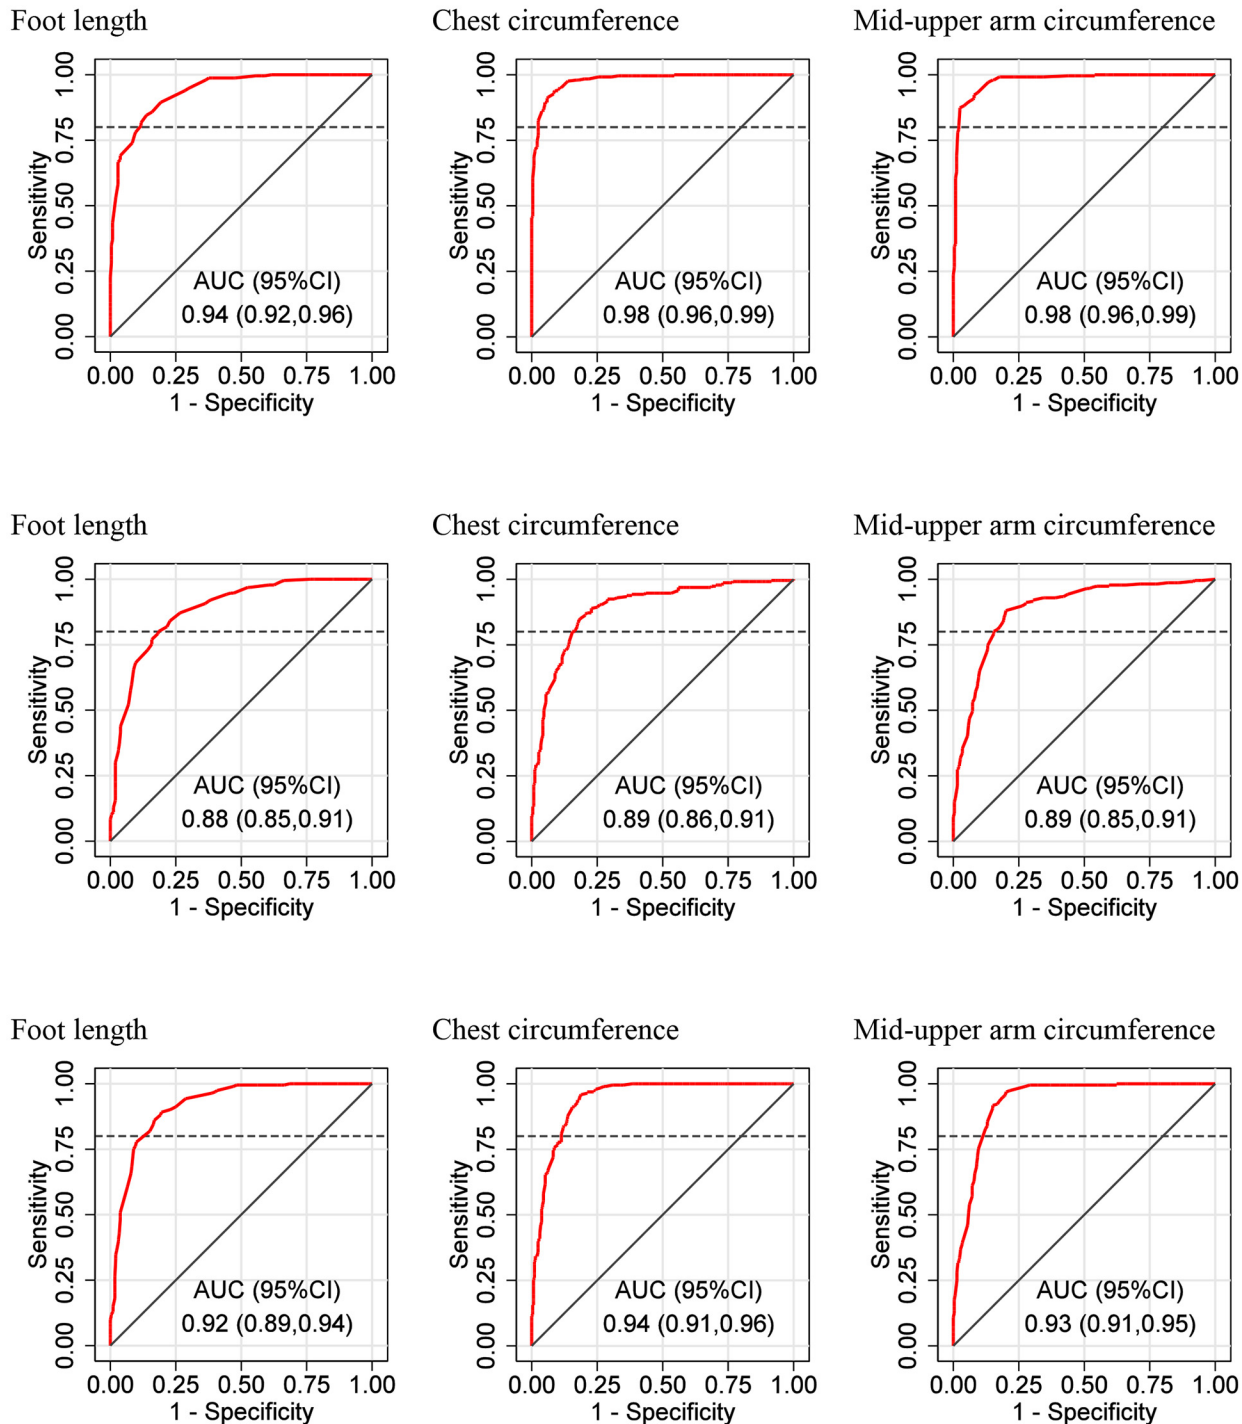 Foot length
Chest circumference
Mid-upper arm circumference
Sensitivity
0.00 0.25 0.50 0.75 1.00
AUC (95%CI)
0.94 (0.92,0.96)
0.00 0.25 0.50 0.75 1.00
1 - Specificity
Sensitivity
0.00 0.25 0.50 0.75 1.00
AUC (95%CI)
0.98 (0.96,0.99)
0.00 0.25 0.50 0.75 1.00
1 - Specificity
Sensitivity
0.00 0.25 0.50 0.75 1.00
AUC (95%CI)
0.98 (0.96,0.99)
0.00 0.25 0.50 0.75 1.00
1 - Specificity
Foot length
Chest circumference
Mid-upper arm circumference
Sensitivity
0.00 0.25 0.50 0.75 1.00
AUC (95%CI)
0.88 (0.85,0.91)
0.00 0.25 0.50 0.75 1.00
1 - Specificity
Sensitivity
0.00 0.25 0.50 0.75 1.00
AUC (95%CI)
0.89 (0.86,0.91)
0.00 0.25 0.50 0.75 1.00
1 - Specificity
Sensitivity
0.00 0.25 0.50 0.75 1.00
AUC (95%CI)
0.89 (0.85,0.91)
0.00 0.25 0.50 0.75 1.00
1 - Specificity
Foot length
Chest circumference
Mid-upper arm circumference
Sensitivity
0.00 0.25 0.50 0.75 1.00
AUC (95%CI)
0.92 (0.89,0.94)
0.00 0.25 0.50 0.75 1.00
1 - Specificity
Sensitivity
0.00 0.25 0.50 0.75 1.00
AUC (95%CI)
0.94 (0.91,0.96)
0.00 0.25 0.50 0.75 1.00
1 - Specificity
Sensitivity
0.00 0.25 0.50 0.75 1.00
AUC (95%CI)
0.93 (0.91,0.95)
0.00 0.25 0.50 0.75 1.00
1 - Specificity